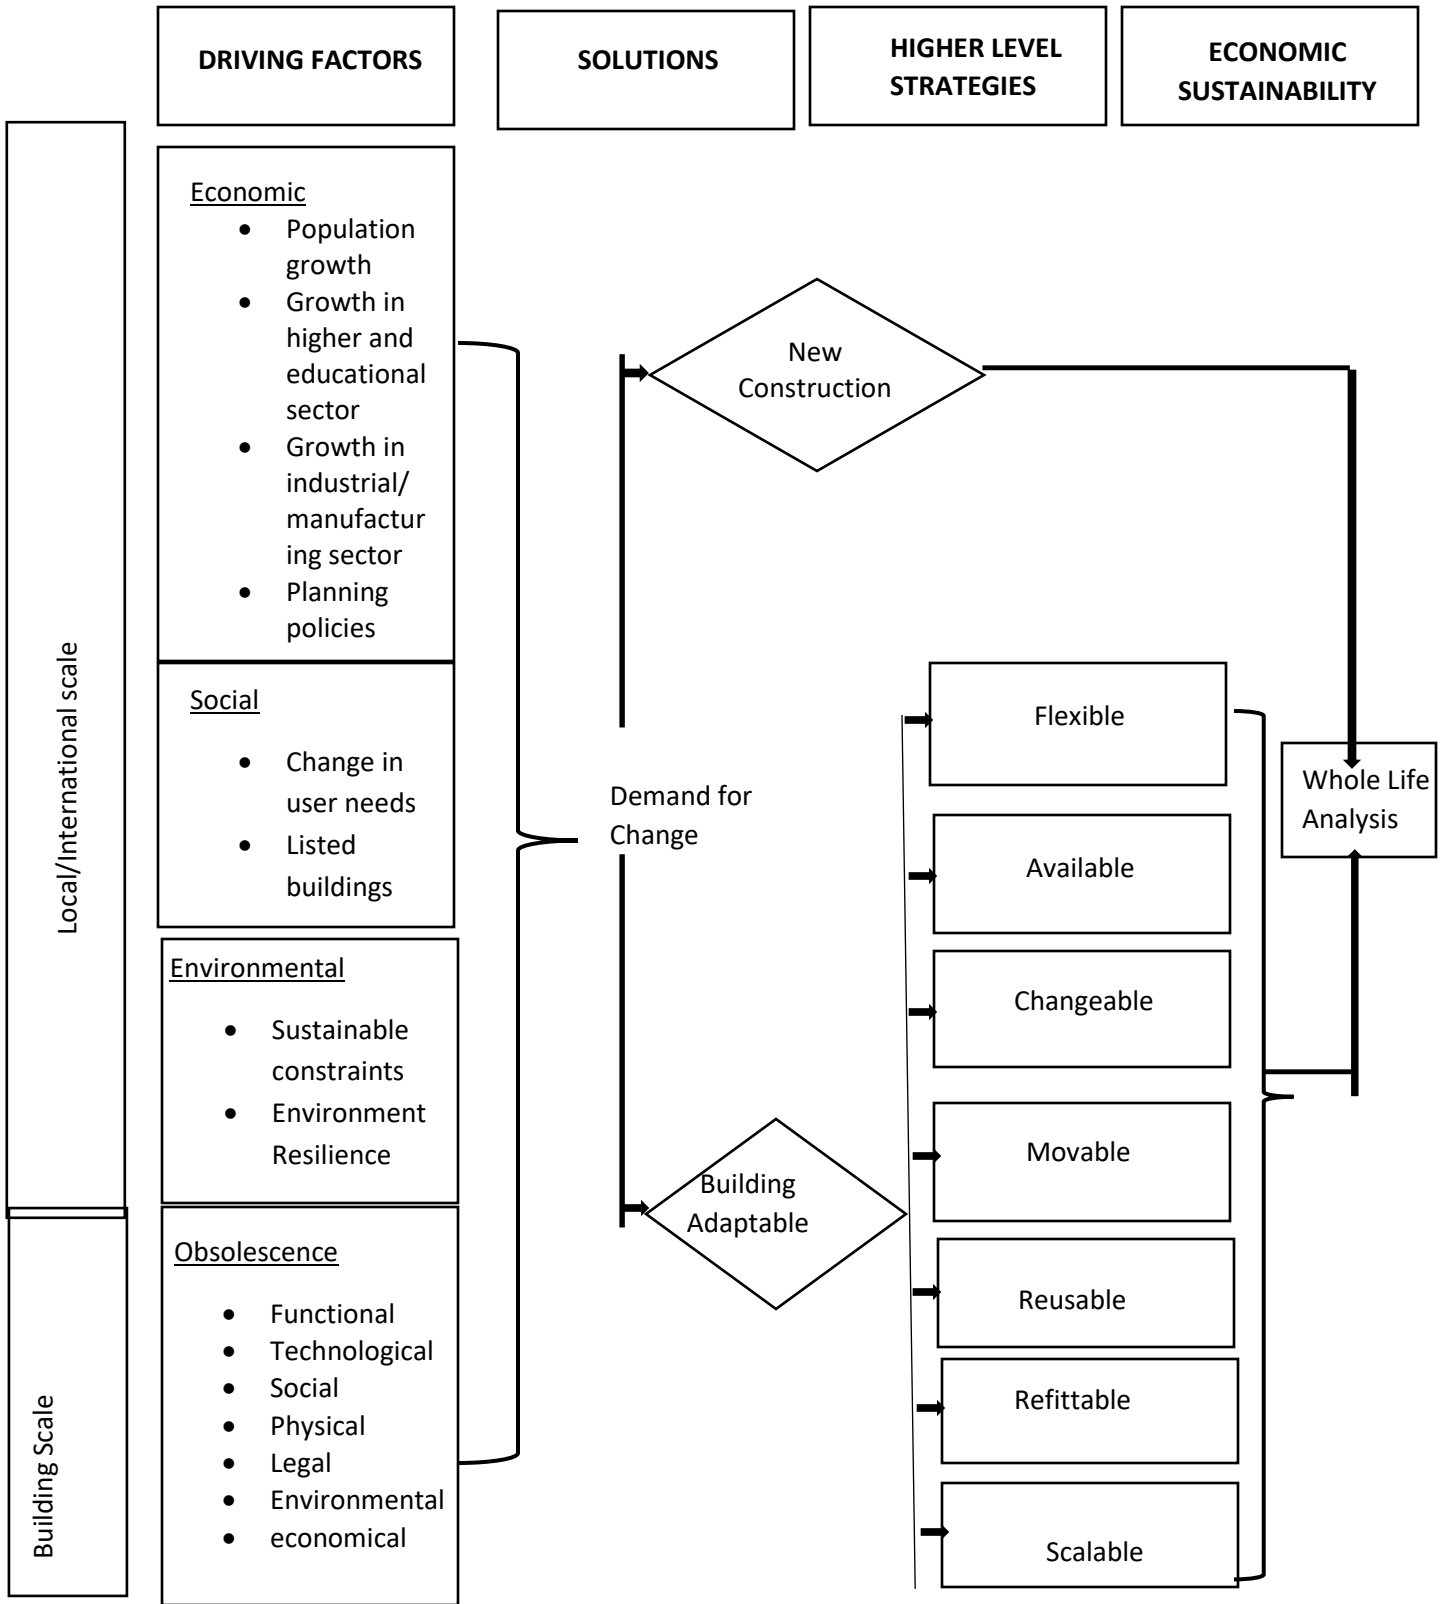 DRIVING FACTORS
SOLUTIONS
HIGHER LEVEL
STRATEGIES
ECONOMIC
SUSTAINABILITY
Local/International scale
Building Scale
Economic
• Population
growth
• Growth in
higher and
educational
sector
• Growth in
industrial/
manufactur
ing sector
• Planning
policies
Social
• Change in
user needs
• Listed
buildings
Environmental
• Sustainable
constraints
• Environment
Resilience
Obsolescence
• Functional
• Technological
• Social
• Physical
• Legal
• Environmental
• economical
Demand for
Change
New
Construction
Building
Adaptable
Flexible
Available
Changeable
Movable
Reusable
Refittable
Scalable
Whole Life
Analysis